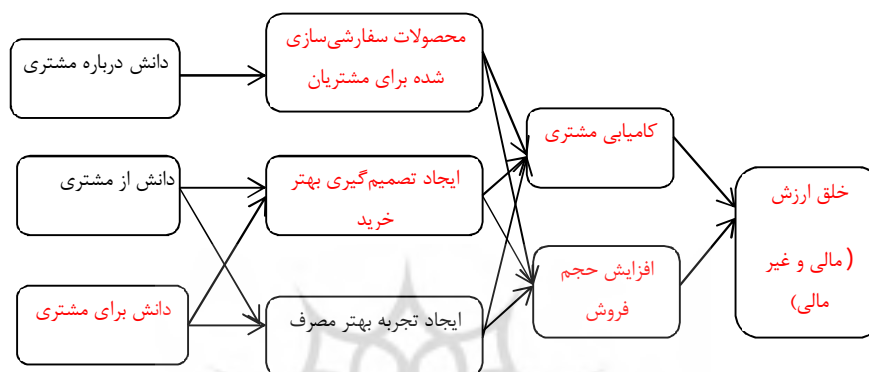 دانش درباره مشتری
دانش از مشتری
دانش برای مشتری
محصولات سفارشی‌سازی
شده برای مشتریان
ایجاد تصمیم‌گیری بهتر
خرید
ایجاد تجربه بهتر مصرف
کامیابی مشتری
افزایش حجم
فروش
خلق ارزش
(مالی و غیر
مالی)